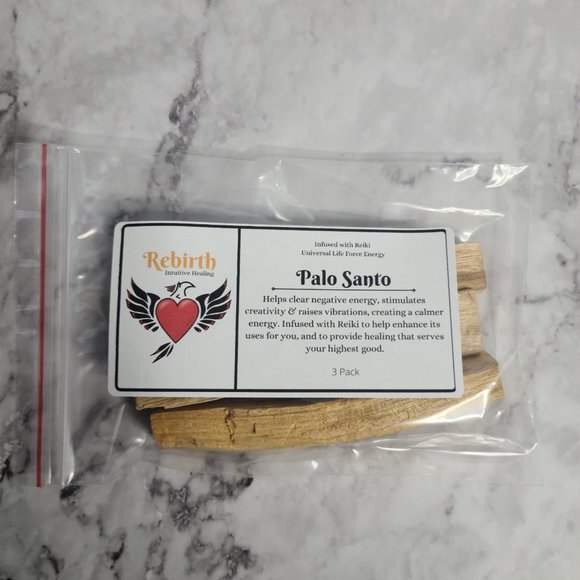 Rebirth
Intuitive Healing
Infused with Reiki
Universal Life Force Energy
Palo Santo
Helps clear negative energy, stimulates
creativity & raises vibrations, creating a calmer
energy. Infused with Reiki to help enhance its
uses for you, and to provide healing that serves
your highest good.
3 Pack